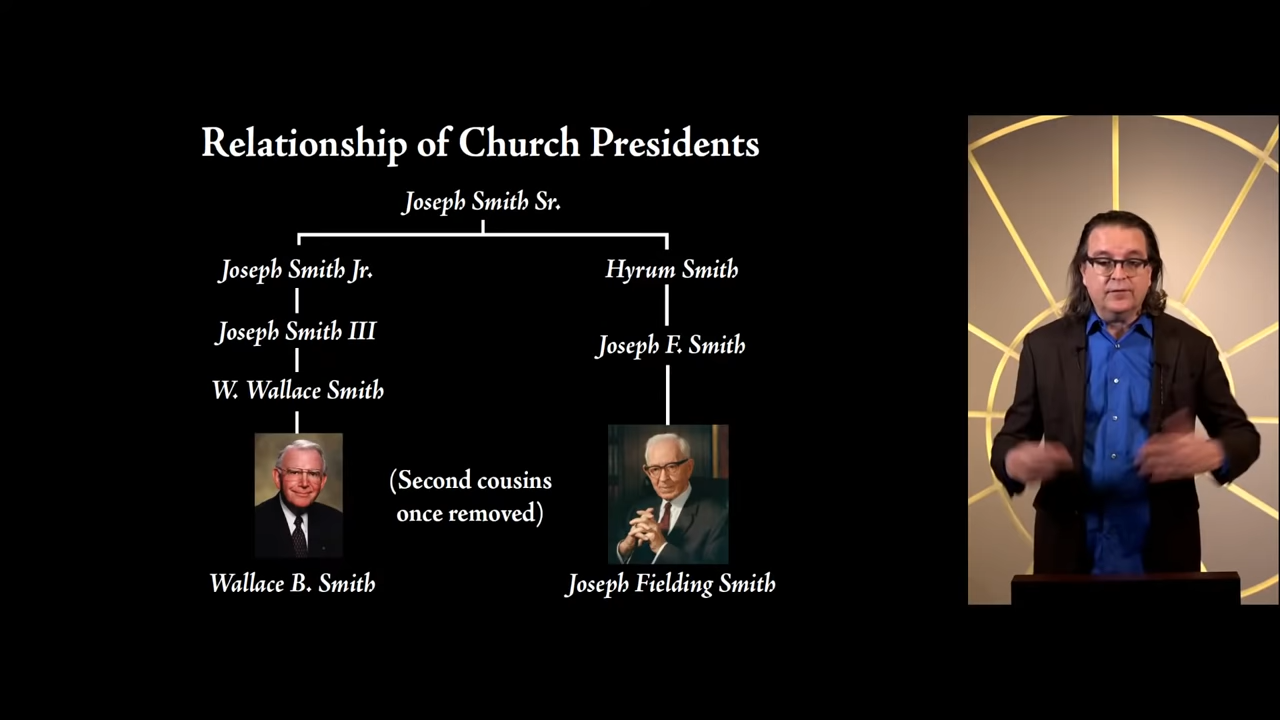 Relationship of Church Presidents
Joseph Smith Sr.
Joseph Smith Jr.
Hyrum Smith
Joseph Smith III
Joseph F. Smith
W. Wallace Smith
(Second cousins
once removed)
Wallace B. Smith
Joseph Fielding Smith